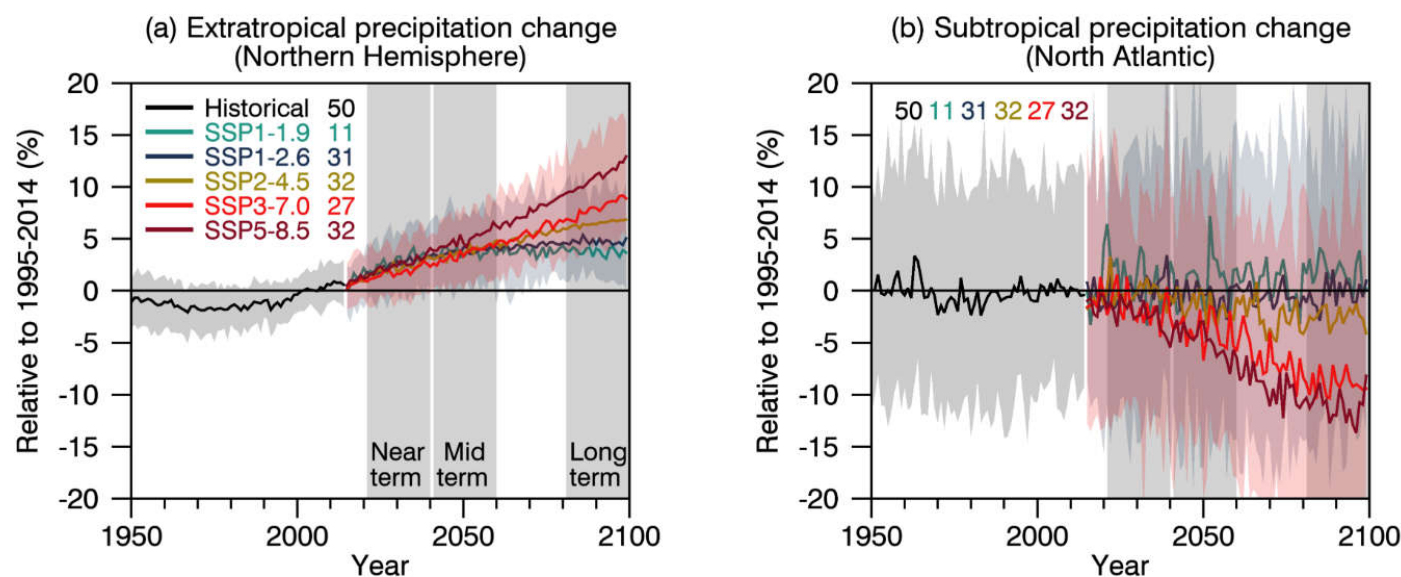 (a) Extratropical precipitation change
(Northern Hemisphere)
20
15
10
5
0
-5
-10
-15
-20
Relative to 1995-2014 (%)
Historical 50
SSP1-1.9 11
SSP1-2.6 31
SSP2-4.5 32
SSP3-7.0 27
SSP5-8.5 32
Near
term
Mid
term
Long
term
1950 2000 2050 2100
Year
(b) Subtropical precipitation change
(North Atlantic)
20
15
10
5
0
-5
-10
-15
-20
Relative to 1995-2014 (%)
50 11 31 32 27 32
1950 2000 2050 2100
Year